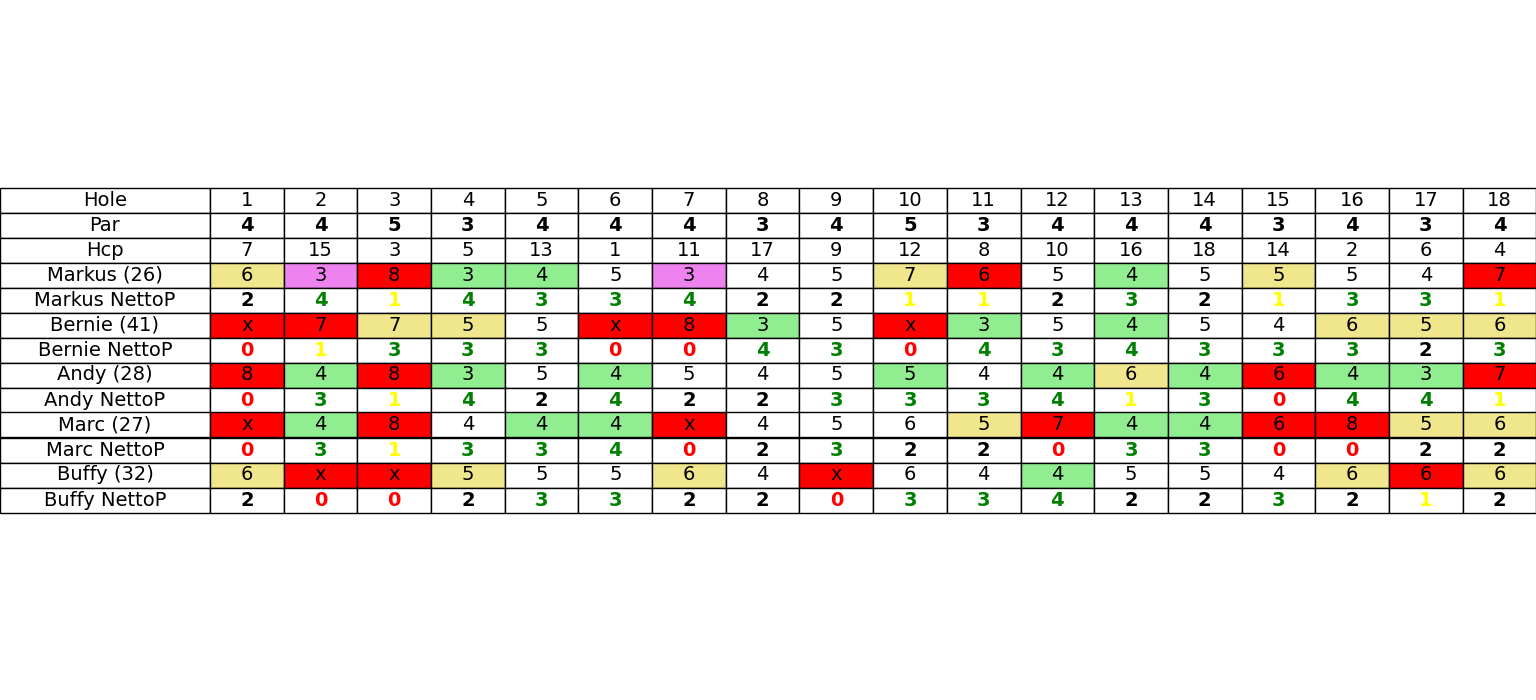 Hole 1 2 3 4 5 6 7 8 9 10 11 12 13 14 15 16 17 18
Par 4 4 5 3 4 4 4 3 4 5 3 4 4 4 3 4 3 4
Hcp 7 15 3 5 13 1 11 17 9 12 8 10 16 18 14 2 6 4
Markus (26) 6 3 8 3 4 5 3 4 5 7 6 5 4 5 5 5 4 7
Markus NettoP 2 4 1 4 3 3 4 2 2 1 1 2 3 2 1 3 3 1
Bernie (41) x 7 7 5 5 x 8 3 5 x 3 5 4 5 4 6 5 6
Bernie NettoP 0 1 3 3 3 0 0 4 3 0 4 3 4 3 3 3 2 3
Andy (28) 8 4 8 3 5 4 5 4 5 5 4 4 6 4 6 4 3 7
Andy NettoP 0 3 1 4 2 4 2 2 3 3 3 4 1 3 0 4 4 1
Marc (27) x 4 8 4 4 4 x 4 5 6 5 7 4 4 6 8 5 6
Marc NettoP 0 3 1 3 3 4 0 2 3 2 2 0 3 3 0 0 2 2
Buffy (32) 6 x x 5 5 5 6 4 x 6 4 4 5 5 4 6 6 6
Buffy NettoP 2 0 0 2 3 3 2 2 0 3 3 4 2 2 3 2 1 2